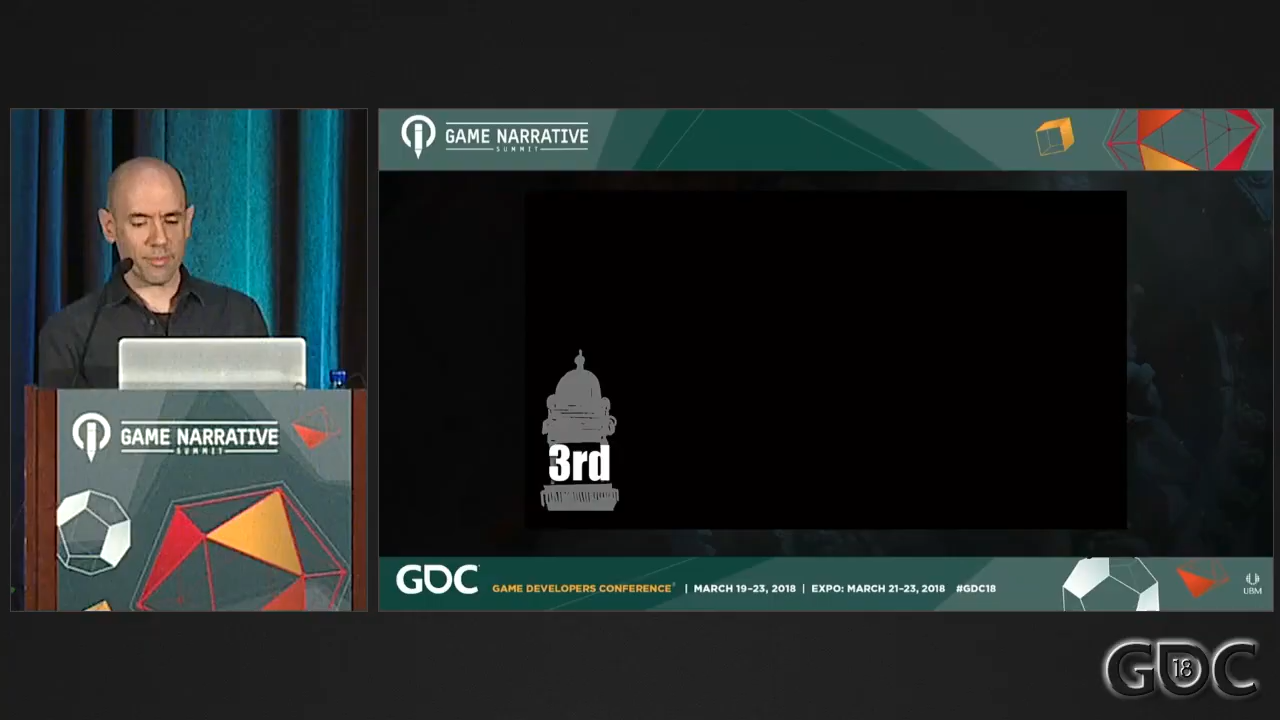 GAME NARRATIVE
SUMMIT
3rd
GAME NARRATIVE
SUMMIT
GDC
GAME DEVELOPERS CONFERENCE® | MARCH 19-23, 2018 | EXPO: MARCH 21-23, 2018 #GDC18
UBM
GDC
18